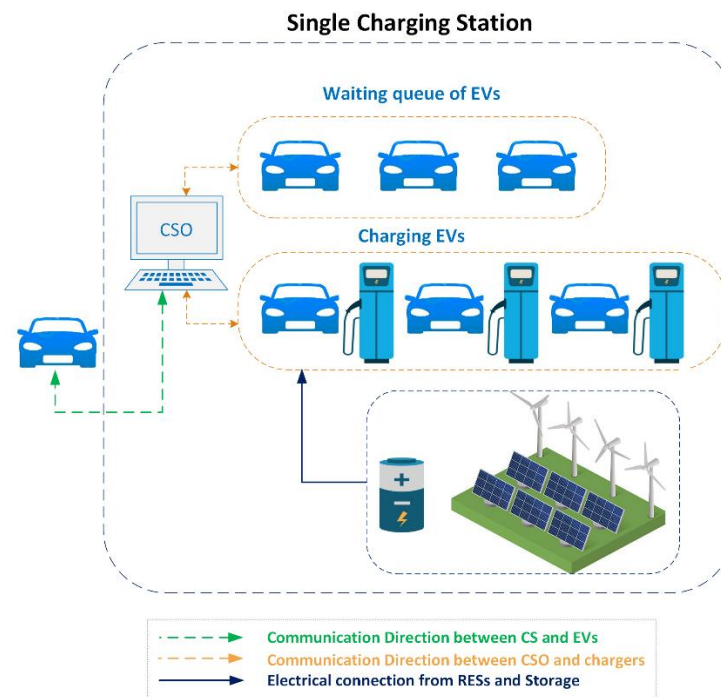 Single Charging Station
Waiting queue of EVs
CSO
Charging EVs
Communication Direction between CS and EVs
Communication Direction between CSO and chargers
Electrical connection from RESs and Storage